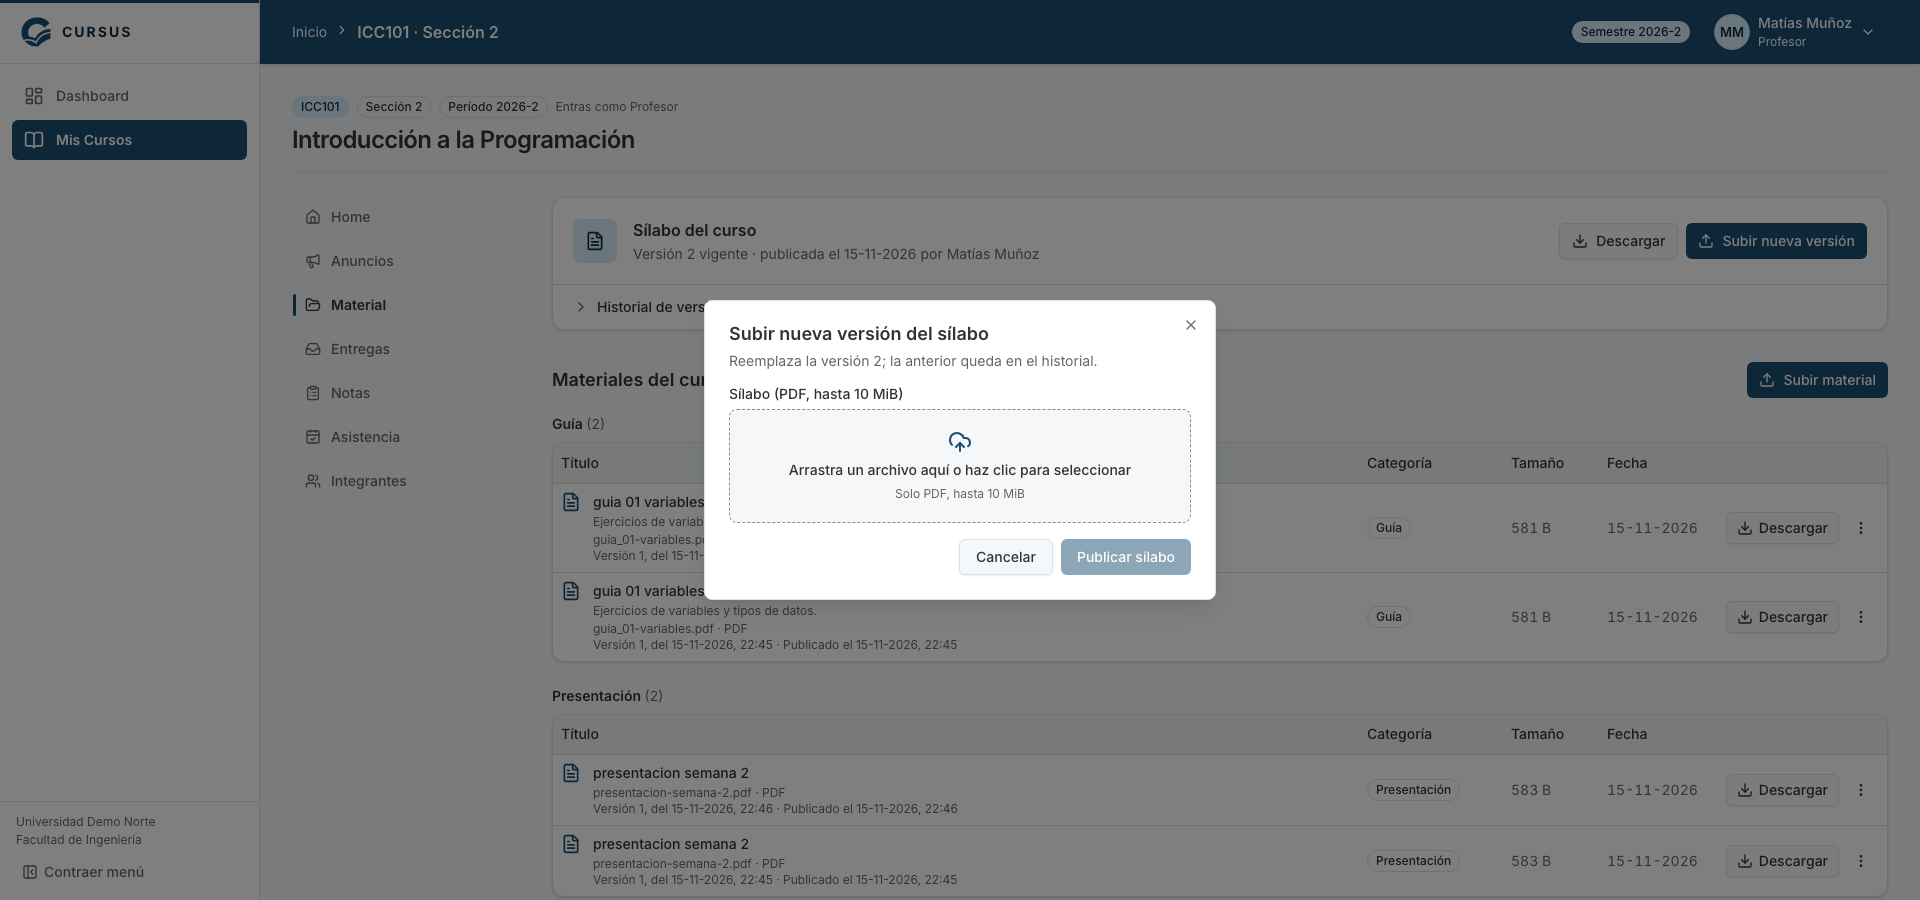 CURSUS
Inicio
ICC101 · Sección 2
Semestre 2026-2
MM
Matías Muñoz
Profesor
Dashboard
Mis Cursos
ICC101
Sección 2
Período 2026-2
Entras como Profesor
Introducción a la Programación
Home
Anuncios
Material
Entregas
Notas
Asistencia
Integrantes
Sílabo del curso
Versión 2 vigente · publicada el 15-11-2026 por Matías Muñoz
Descargar
Subir nueva versión
Historial de vers
Subir nueva versión del sílabo
Reemplaza la versión 2; la anterior queda en el historial.
Sílabo (PDF, hasta 10 MiB)
Arrastra un archivo aquí o haz clic para seleccionar
Solo PDF, hasta 10 MiB
Cancelar
Publicar sílabo
Materiales del cur
Subir material
Guía (2)
Título
Categoría
Tamaño
Fecha
guia 01 variables
Ejercicios de variab
guia_01-variables.p
Versión 1, del 15-11-
Guía
581 B
15-11-2026
Descargar
guia 01 variables
Ejercicios de variables y tipos de datos.
guia_01-variables.pdf · PDF
Versión 1, del 15-11-2026, 22:45 · Publicado el 15-11-2026, 22:45
Guía
581 B
15-11-2026
Descargar
Presentación (2)
Título
Categoría
Tamaño
Fecha
presentacion semana 2
presentacion-semana-2.pdf · PDF
Versión 1, del 15-11-2026, 22:46 · Publicado el 15-11-2026, 22:46
Presentación
583 B
15-11-2026
Descargar
presentacion semana 2
presentacion-semana-2.pdf · PDF
Versión 1, del 15-11-2026, 22:45 · Publicado el 15-11-2026, 22:45
Presentación
583 B
15-11-2026
Descargar
Universidad Demo Norte
Facultad de Ingeniería
Contraer menú